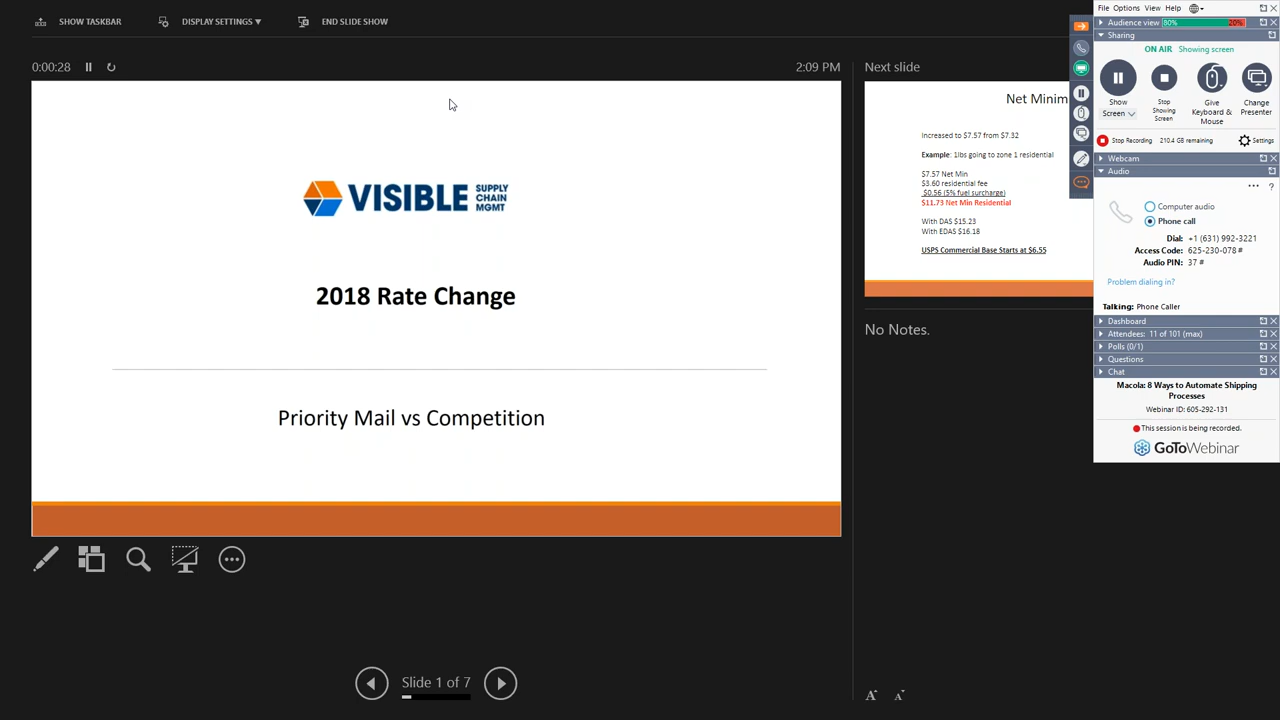 SHOW TASKBAR
DISPLAY SETTINGS ▼
END SLIDE SHOW
0:00:28
2:09 PM
VISIBLE SUPPLY CHAIN MGMT
2018 Rate Change
Priority Mail vs Competition
Slide 1 of 7
Next slide
Net Minim
Increased to $7.57 from $7.32
Example: 1lbs going to zone 1 residential
$7.57 Net Min
$3.60 residential fee
$0.56 (5% fuel surcharge)
$11.73 Net Min Residential
With DAS $15.23
With EDAS $16.18
USPS Commercial Base Starts at $6.55
No Notes.
A A
File Options View Help
Audience view 80% 20%
Sharing
ON AIR Showing screen
Show Screen
Stop Showing Screen
Give Keyboard & Mouse
Change Presenter
Stop Recording 210.4 GB remaining Settings
Webcam
Audio
... ?
Computer audio
Phone call
Dial: +1 (631) 992-3221
Access Code: 625-230-078 #
Audio PIN: 37 #
Problem dialing in?
Talking: Phone Caller
Dashboard
Attendees: 11 of 101 (max)
Polls (0/1)
Questions
Chat
Macola: 8 Ways to Automate Shipping
Processes
Webinar ID: 605-292-131
This session is being recorded.
GoToWebinar